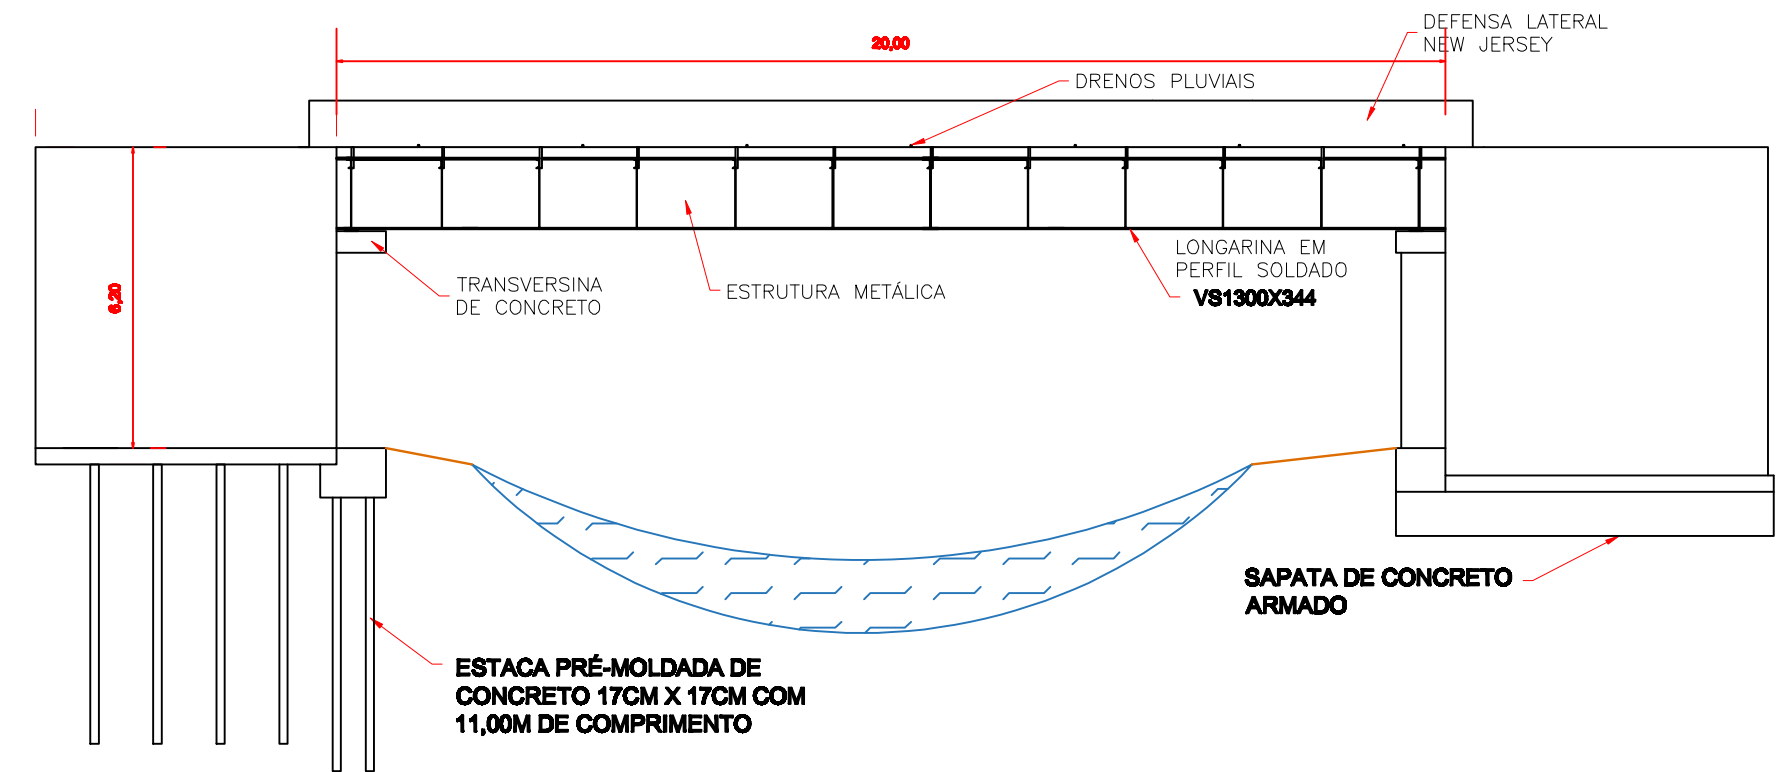 DEFENSA LATERAL
NEW JERSEY
20,00
DRENOS PLUVIAIS
6,20
LONGARINA EM
PERFIL SOLDADO
VS1300X344
TRANSVERSINA
DE CONCRETO
ESTRUTURA METÁLICA
SAPATA DE CONCRETO
ARMADO
ESTACA PRÉ-MOLDADA DE
CONCRETO 17CM X 17CM COM
11,00M DE COMPRIMENTO